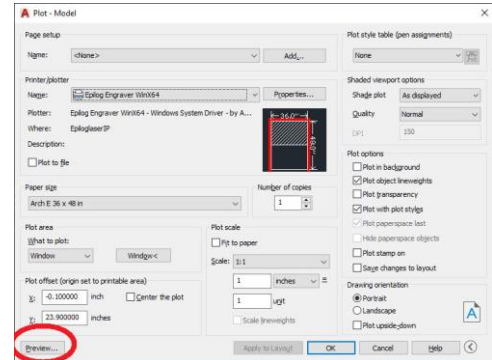 Plot - Model
Page setup
Name: <None> Add...
Printer/plotter
Name: Epilog Engraver WinX64 Properties...
Plotter: Epilog Engraver WinX64 - Windows System Driver - by A...
Where: EpiloglaserIP
Description:
Plot to file
36.0"
49.0"
Paper size
Arch E 36 x 48 in
Number of copies
1
Plot area
What to plot:
Window Window<
Plot offset (origin set to printable area)
X: -0.100000 inch Center the plot
Y: 23.900000 inches
Plot scale
Fit to paper
Scale: 1:1
1 inches =
1 unit
Scale lineweights
Plot style table (pen assignments)
None
Shaded viewport options
Shade plot As displayed
Quality Normal
DPI 150
Plot options
Plot in background
Plot object lineweights
Plot transparency
Plot with plot styles
Plot paperspace last
Hide paperspace objects
Plot stamp on
Save changes to layout
Drawing orientation
Portrait
Landscape
Plot upside-down
A
Preview... Apply to Layout OK Cancel Help